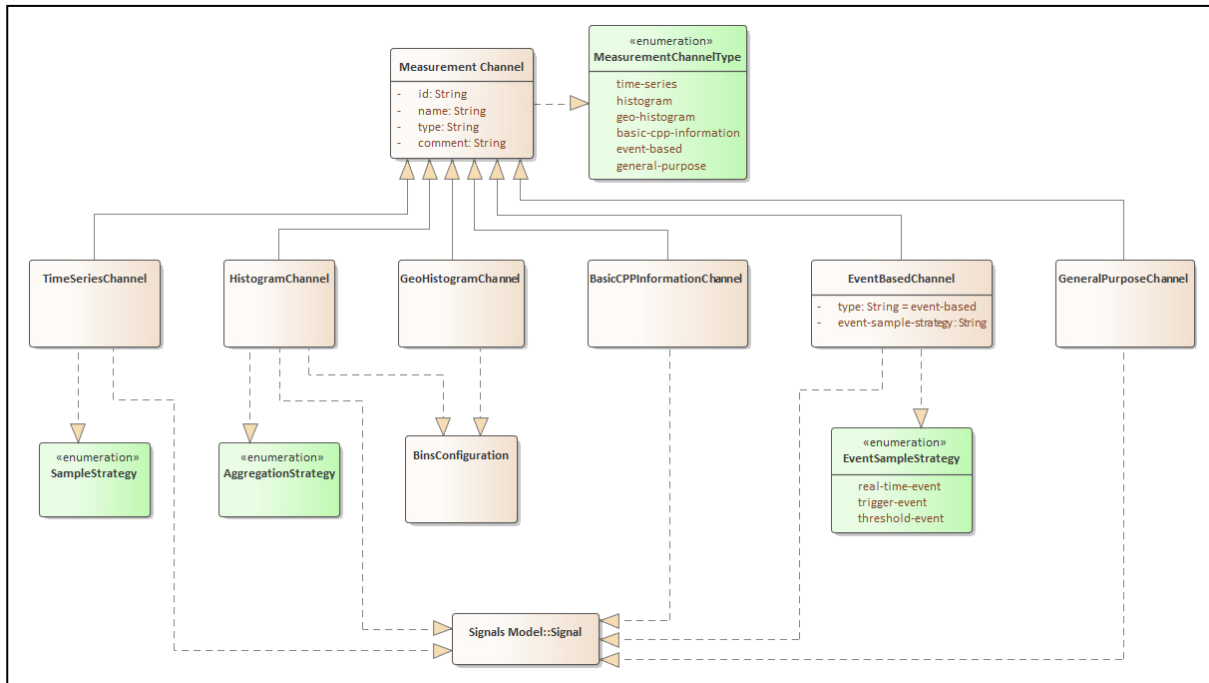 «enumeration»
MeasurementChannelType
time-series
histogram
geo-histogram
basic-cpp-information
event-based
general-purpose
Measurement Channel
- id: String
- name: String
- type: String
- comment: String
TimeSeriesChannel
HistogramChannel
GeoHistogramChannel
BasicCPPInformationChannel
EventBasedChannel
- type: String = event-based
- event-sample-strategy: String
GeneralPurposeChannel
«enumeration»
SampleStrategy
«enumeration»
AggregationStrategy
BinsConfiguration
«enumeration»
EventSampleStrategy
real-time-event
trigger-event
threshold-event
Signals Model::Signal